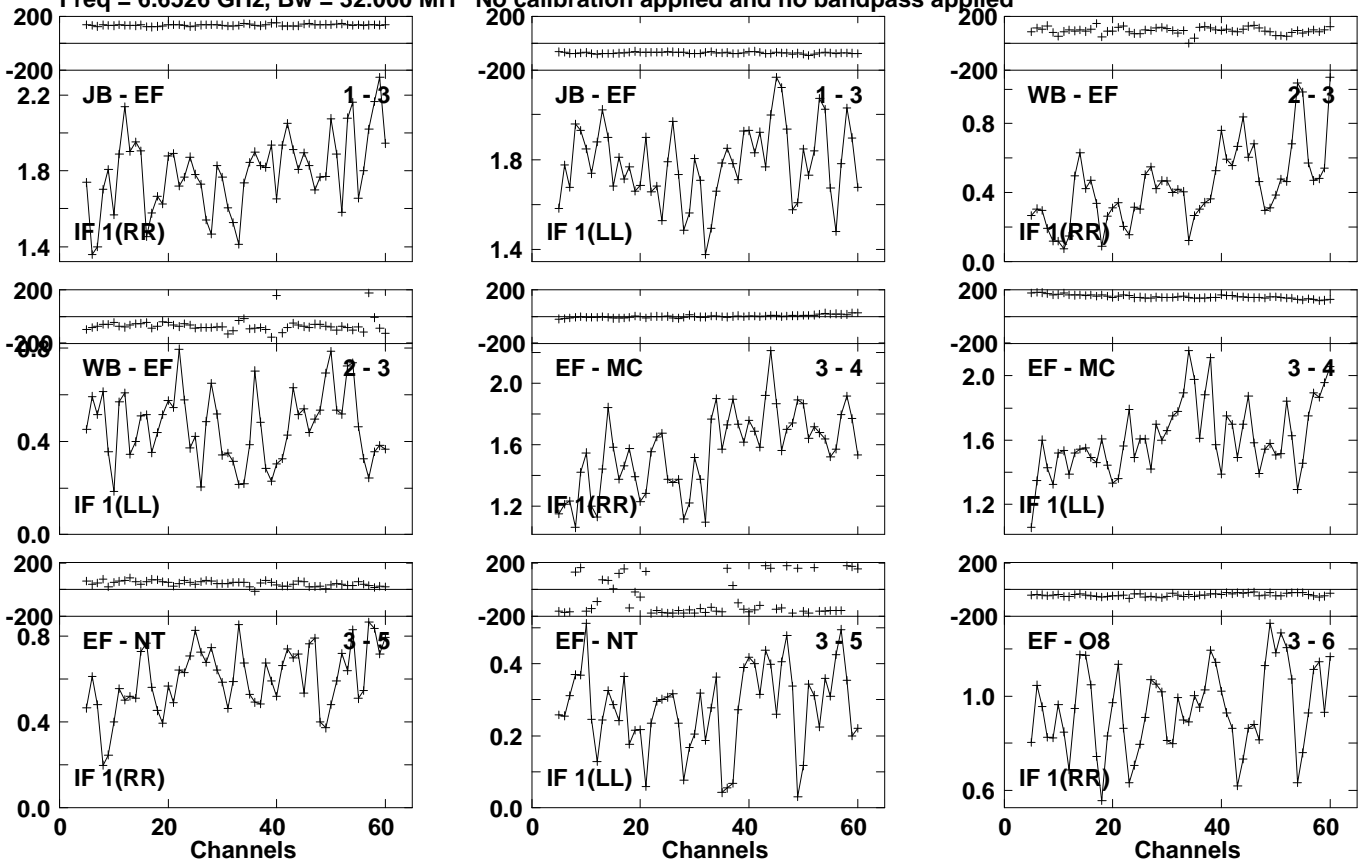 Freq = 6.6526 GHz, Bw = 32.000 MH No calibration applied and no bandpass applied
200
-200
2.2
1.8
1.4
JB - EF 1 - 3
IF 1(RR)
200
-200
1.8
1.4
JB - EF 1 - 3
IF 1(LL)
200
-200
0.8
0.4
0.0
WB - EF 2 - 3
IF 1(RR)
200
-200
0.8
0.4
0.0
WB - EF 2 - 3
IF 1(LL)
200
-200
2.0
1.6
1.2
EF - MC 3 - 4
IF 1(RR)
200
-200
2.0
1.6
1.2
EF - MC 3 - 4
IF 1(LL)
200
-200
0.8
0.4
0.0
EF - NT 3 - 5
IF 1(RR)
0 20 40 60
Channels
200
-200
0.4
0.2
0.0
EF - NT 3 - 5
IF 1(LL)
0 20 40 60
Channels
200
-200
1.0
0.6
EF - O8 3 - 6
IF 1(RR)
0 20 40 60
Channels